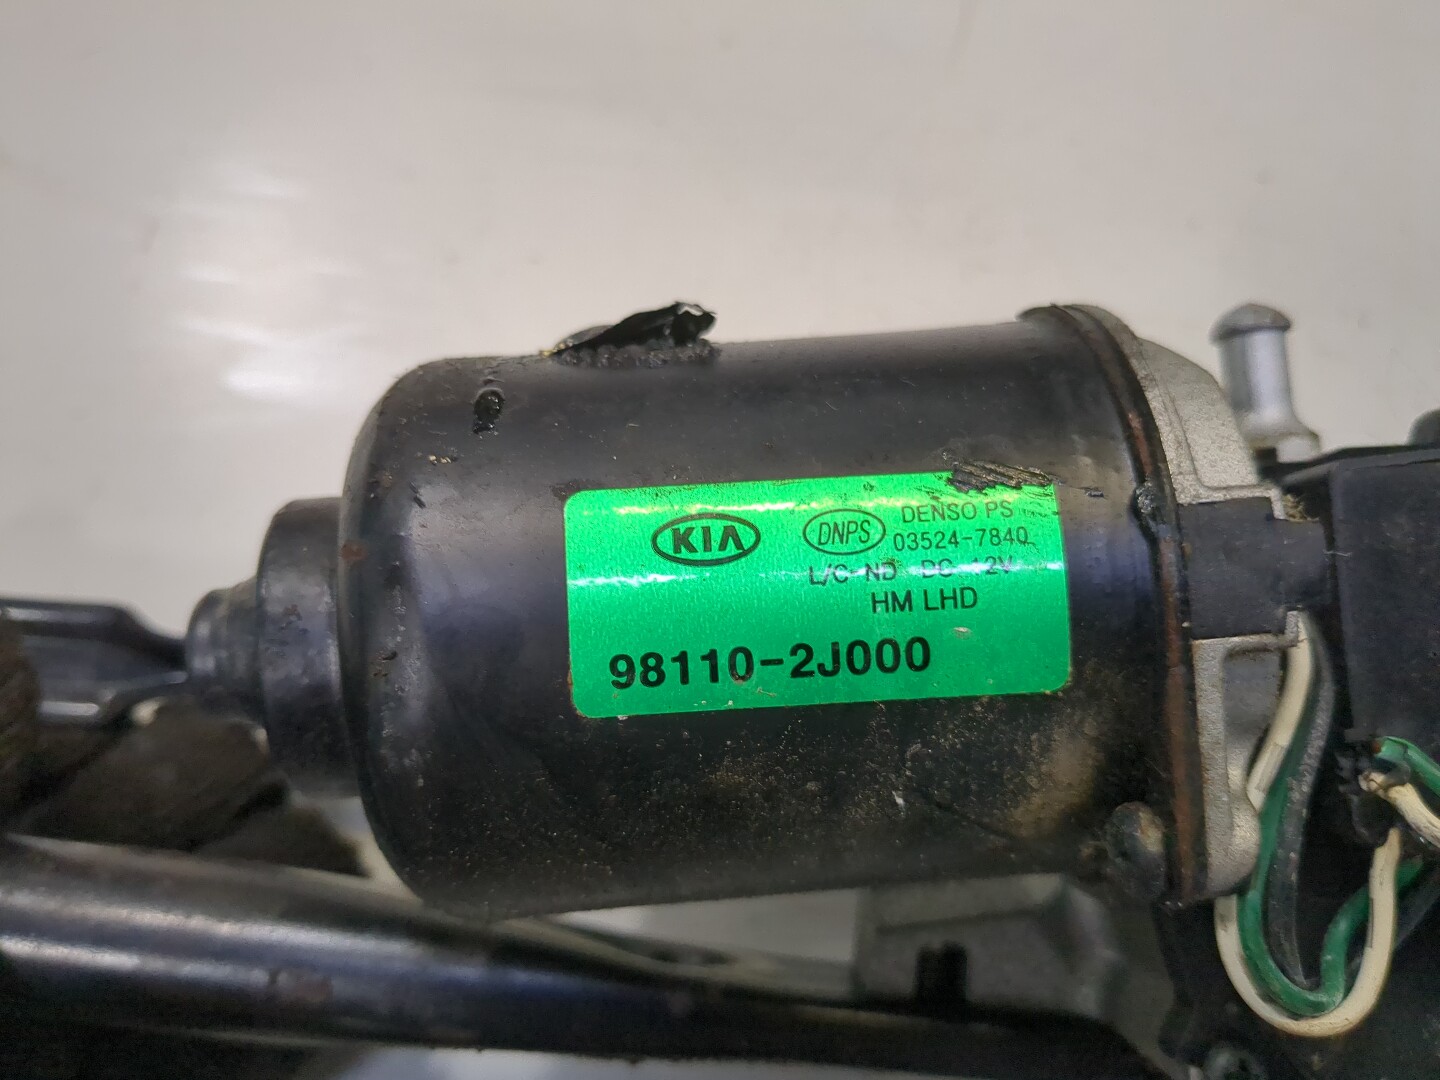 KIA DNPS DENSO PS
03524-7840
L/C ND DC 12V
HM LHD
98110-2J000